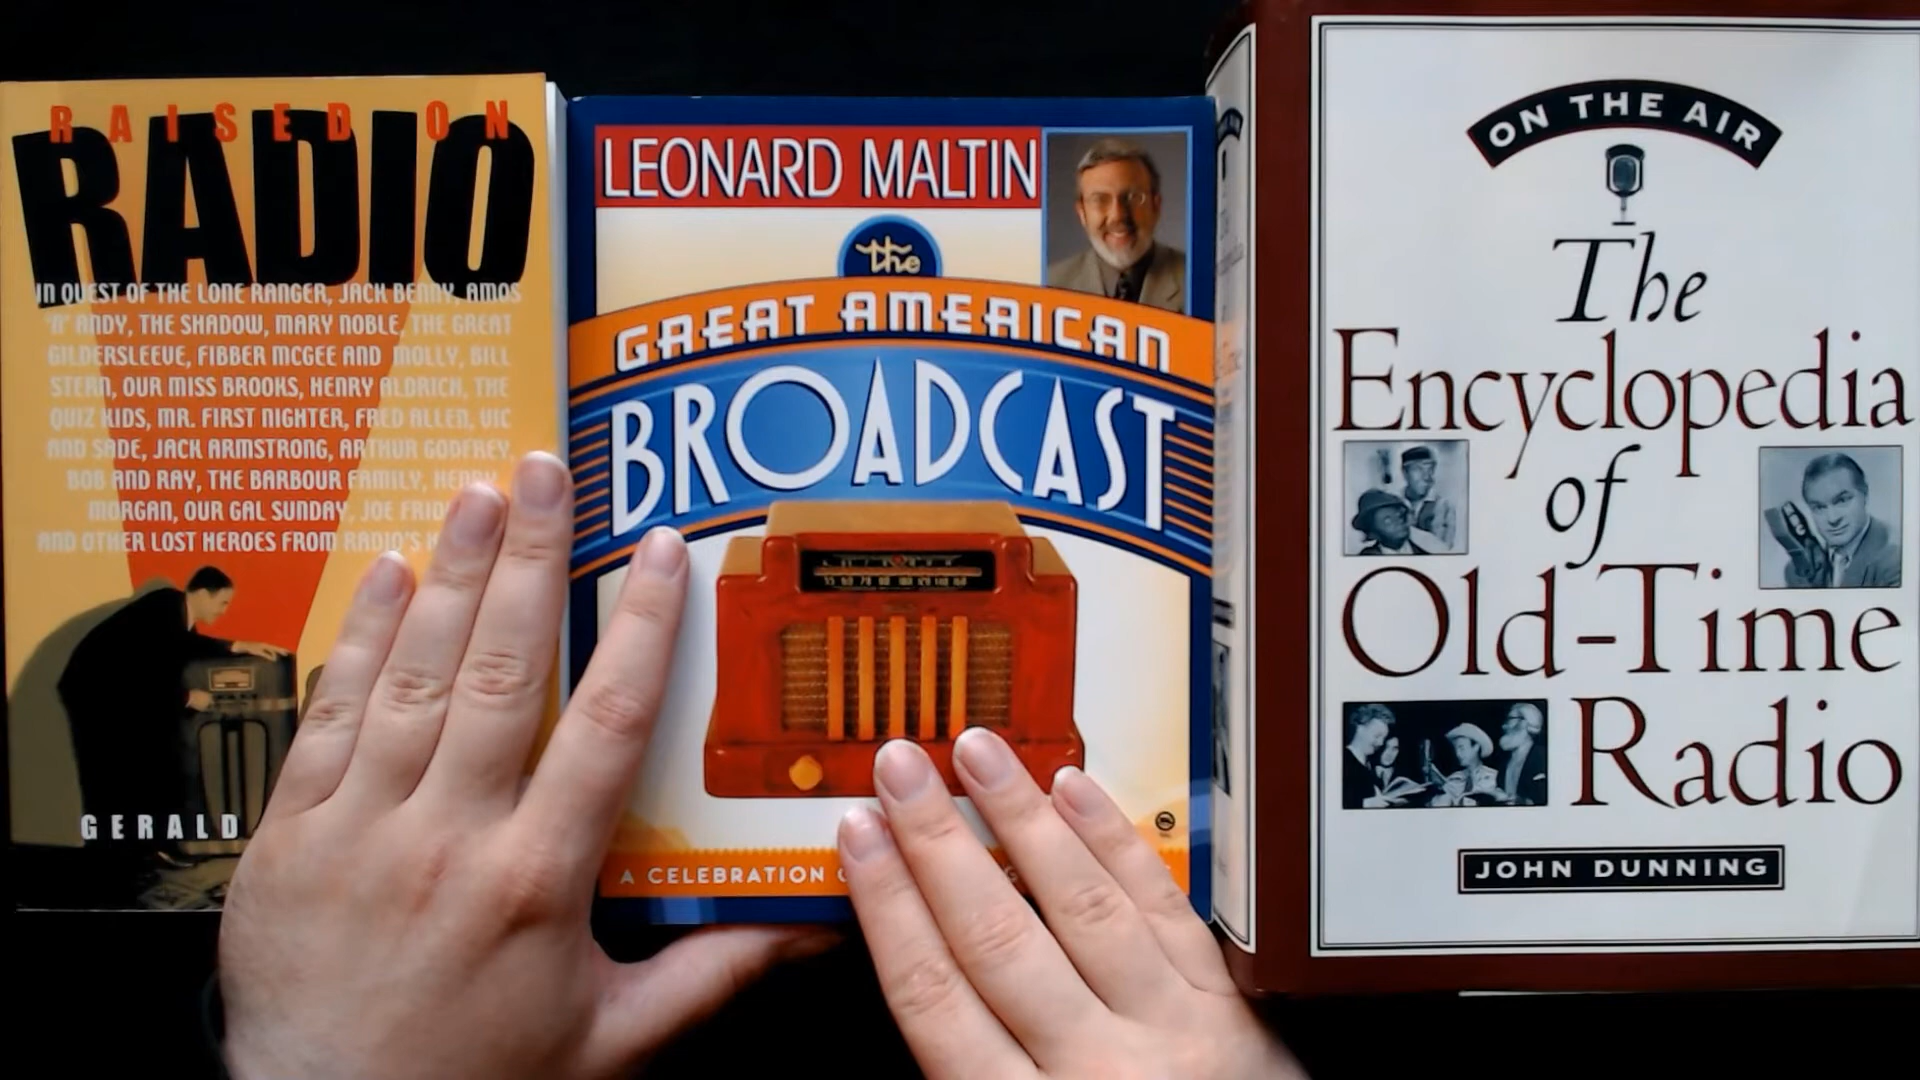 RAISED ON
RADIO
IN QUEST OF THE LONE RANGER, JACK BENNY, AMOS
'N' ANDY, THE SHADOW, MARY NOBLE, THE GREAT
GILDERSLEEVE, FIBBER MCGEE AND MOLLY, BILL
STERN, OUR MISS BROOKS, HENRY ALDRICH, THE
QUIZ KIDS, MR. FIRST NIGHTER, FRED ALLEN, VIC
AND SADE, JACK ARMSTRONG, ARTHUR GODFREY,
BOB AND RAY, THE BARBOUR FAMILY, HENRY
MORGAN, OUR GAL SUNDAY, JOE FRID
AND OTHER LOST HEROES FROM RADIO'S
GERALD
LEONARD MALTIN
the
GREAT AMERICAN
BROADCAST
A CELEBRATION
ON THE AIR
The
Encyclopedia
of
Old-Time
Radio
JOHN DUNNING